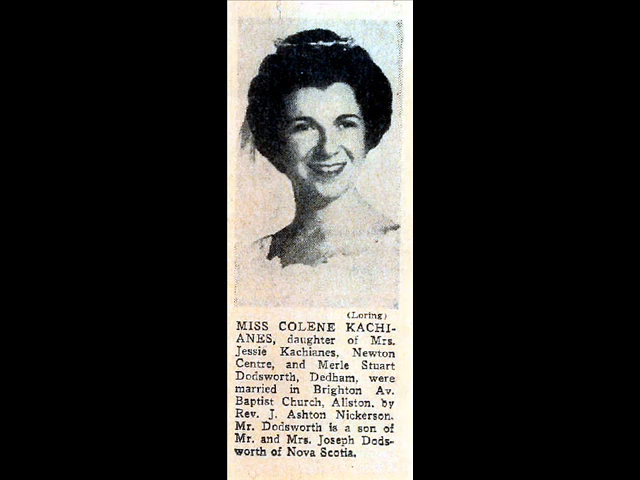 (Loring)
MISS COLENE KACHI-
ANES, daughter of Mrs.
Jessie Kachianes, Newton
Centre, and Merle Stuart
Dodsworth, Dedham, were
married in Brighton Av.
Baptist Church, Allston, by
Rev. J. Ashton Nickerson.
Mr. Dodsworth is a son of
Mr. and Mrs. Joseph Dods-
worth of Nova Scotia.